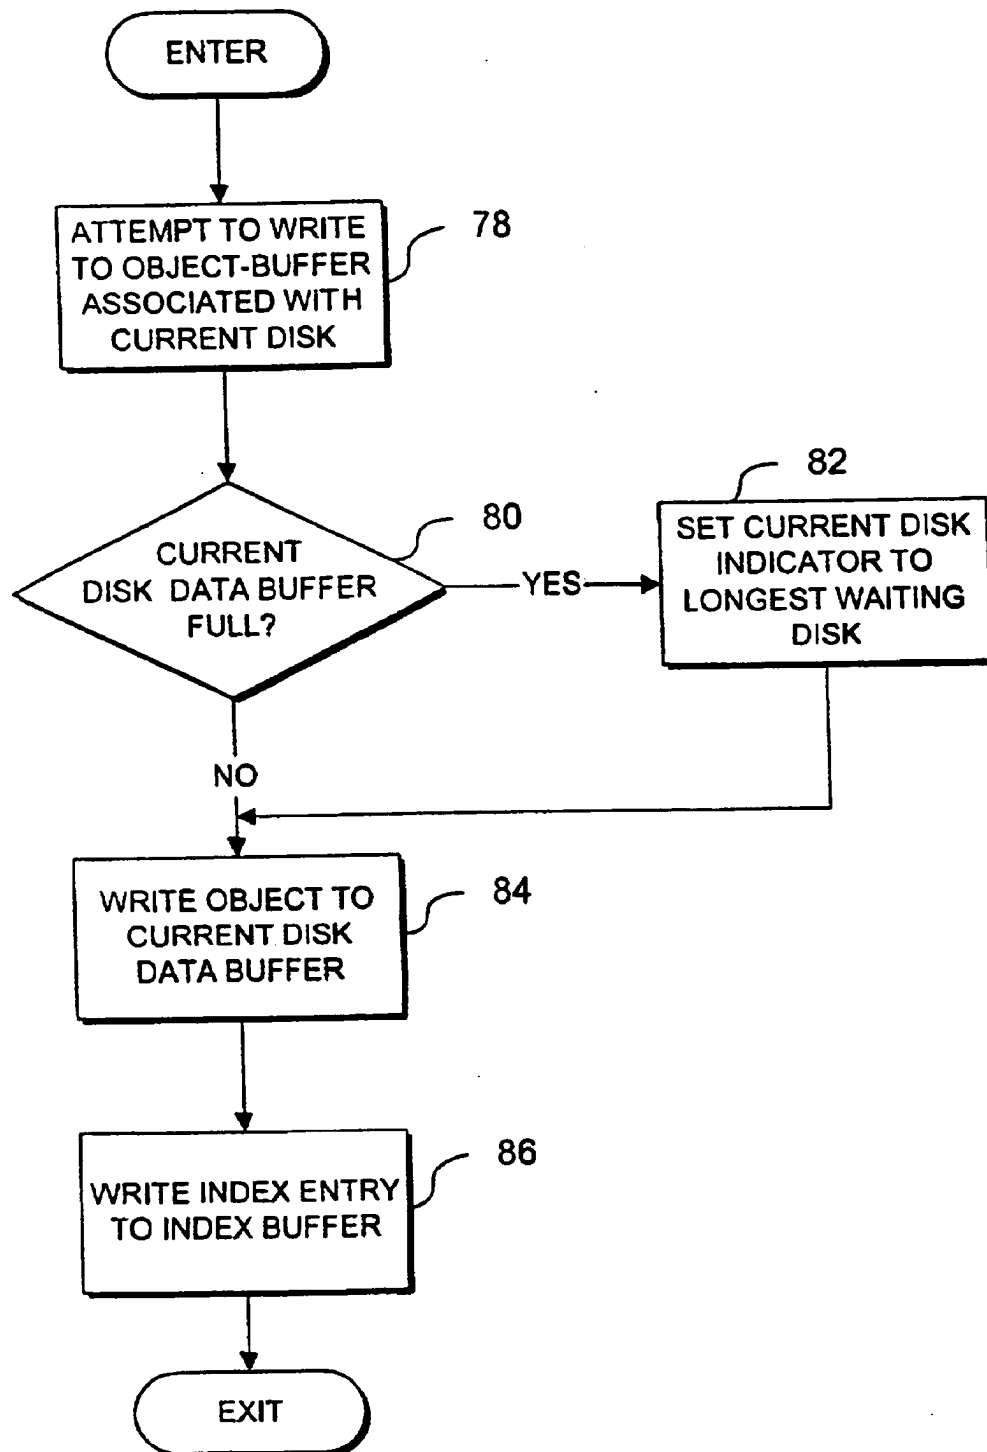 ENTER
ATTEMPT TO WRITE
TO OBJECT-BUFFER
ASSOCIATED WITH
CURRENT DISK
78
CURRENT
DISK DATA BUFFER
FULL?
80
YES
82
SET CURRENT DISK
INDICATOR TO
LONGEST WAITING
DISK
NO
WRITE OBJECT TO
CURRENT DISK
DATA BUFFER
84
WRITE INDEX ENTRY
TO INDEX BUFFER
86
EXIT